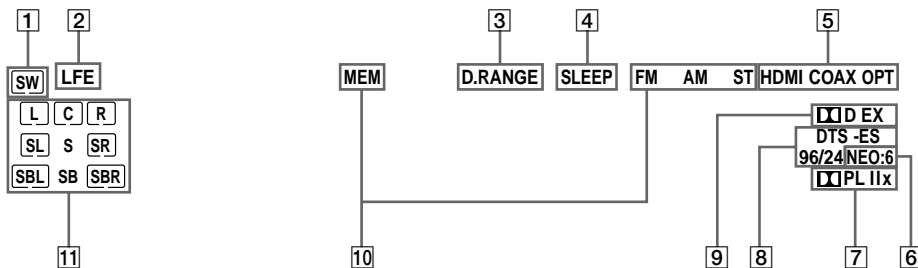 1 2 3 4 5
SW LFE MEM D.RANGE SLEEP FM AM ST HDMI COAX OPT
L C R D EX
SL S SR DTS -ES
96/24 NEO:6
SBL SB SBR PL IIx
11 10 9 8 7 6